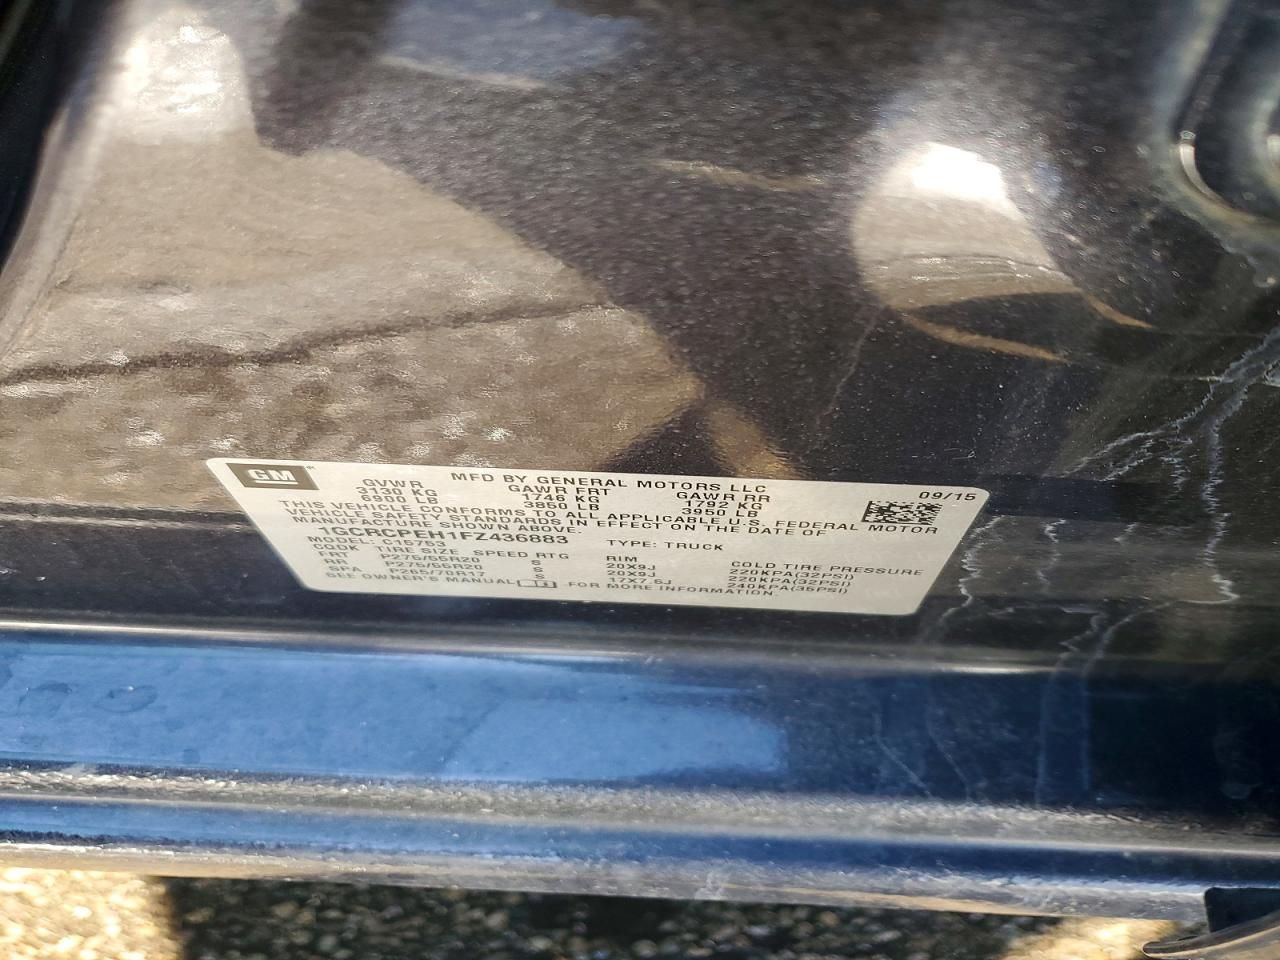 GM
MFD BY GENERAL MOTORS LLC 09/15
GVWR GAWR FRT GAWR RR
3130 KG 1746 KG 1792 KG
6900 LB 3850 LB 3950 LB
THIS VEHICLE CONFORMS TO ALL APPLICABLE U.S. FEDERAL MOTOR
VEHICLE SAFETY STANDARDS IN EFFECT ON THE DATE OF
MANUFACTURE SHOWN ABOVE.
1GCRCPEH1FZ436883 TYPE: TRUCK
MODEL: C15753
CQDK TIRE SIZE SPEED RTG RIM COLD TIRE PRESSURE
FRT P275/55R20 S 20X9J 220KPA(32PSI)
RR P275/55R20 S 20X9J 220KPA(32PSI)
SPA P265/70R17 S 17X7.5J 240KPA(35PSI)
SEE OWNER'S MANUAL FOR MORE INFORMATION.